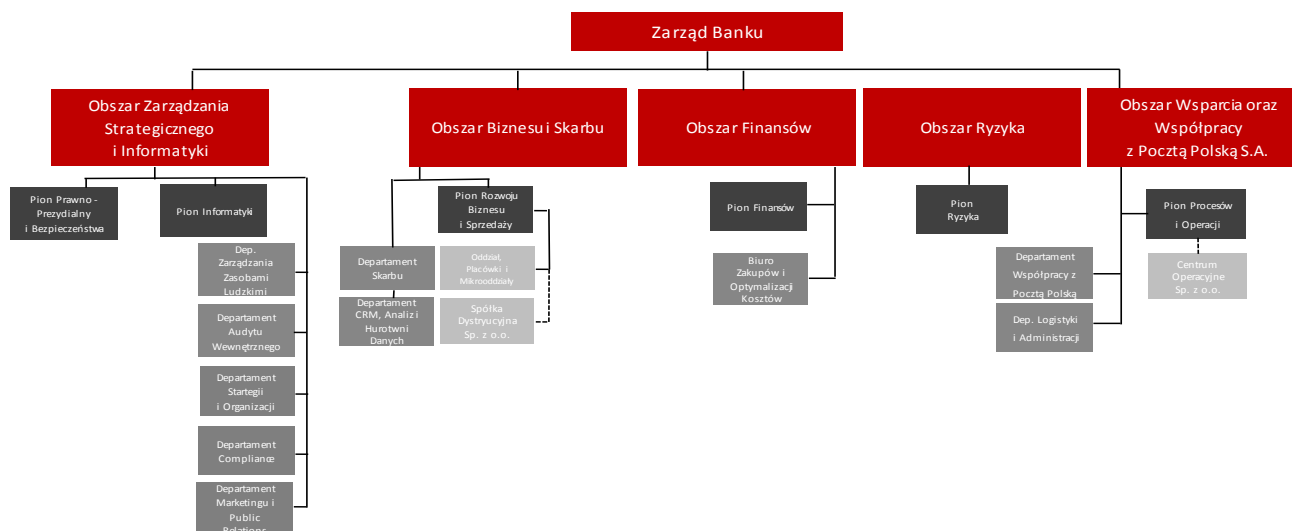 Zarząd Banku
Obszar Zarządzania
Strategicznego
i Informatyki
Obszar Biznesu i Skarbu
Obszar Finansów
Obszar Ryzyka
Obszar Wsparcia oraz
Współpracy
z Pocztą Polską S.A.
Pion Prawno -
Prezydialny
i Bezpieczeństwa
Pion Informatyki
Dep.
Zarządzania
Zasobami
Ludzkimi
Departament
Audytu
Wewnętrznego
Departament
Startegii
i Organizacji
Departament
Compliance
Departament
Marketingu i
Public
Relations
Pion Rozwoju
Biznesu
i Sprzedaży
Departament
Skarbu
Oddział,
Placówki i
Mikrooddziały
Departament
CRM, Analiz i
Hurotwni
Danych
Spółka
Dystryucyjna
Sp. z o.o.
Pion Finansów
Biuro
Zakupów i
Optymalizacji
Kosztów
Pion
Ryzyka
Pion Procesów
i Operacji
Departament
Współpracy z
Pocztą Polską
Centrum
Operacyjne
Sp. z o.o.
Dep. Logistyki
i Administracji